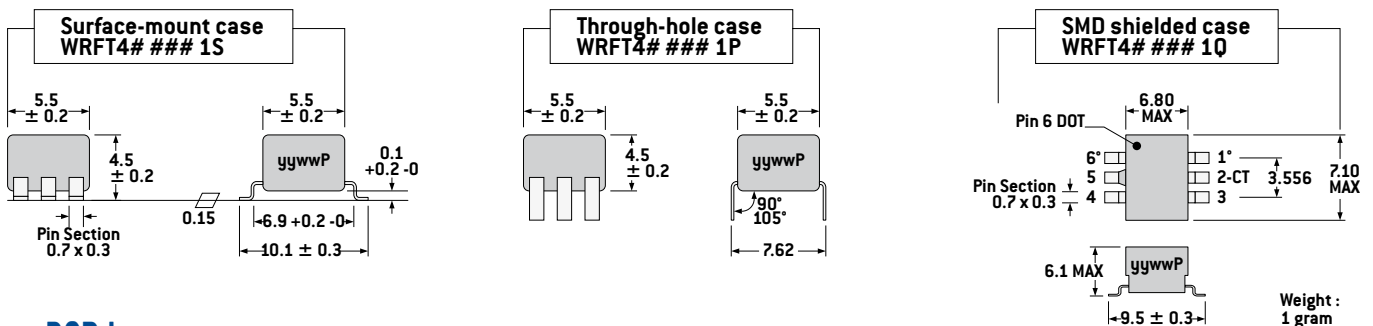 Surface-mount case
WRFT4# ### 1S
5.5
± 0.2
5.5
± 0.2
4.5
± 0.2
yywwP
0.1
+0.2 -0
0.15
Pin Section
0.7 x 0.3
6.9 +0.2 -0
10.1 ± 0.3
Through-hole case
WRFT4# ### 1P
5.5
± 0.2
5.5
± 0.2
4.5
± 0.2
yywwP
90°
105°
7.62
SMD shielded case
WRFT4# ### 1Q
6.80
MAX
Pin 6 DOT
6°
5
4
1°
2-CT
3
3.556
7.10
MAX
Pin Section
0.7 x 0.3
6.1 MAX
yywwP
9.5 ± 0.3
Weight :
1 gram